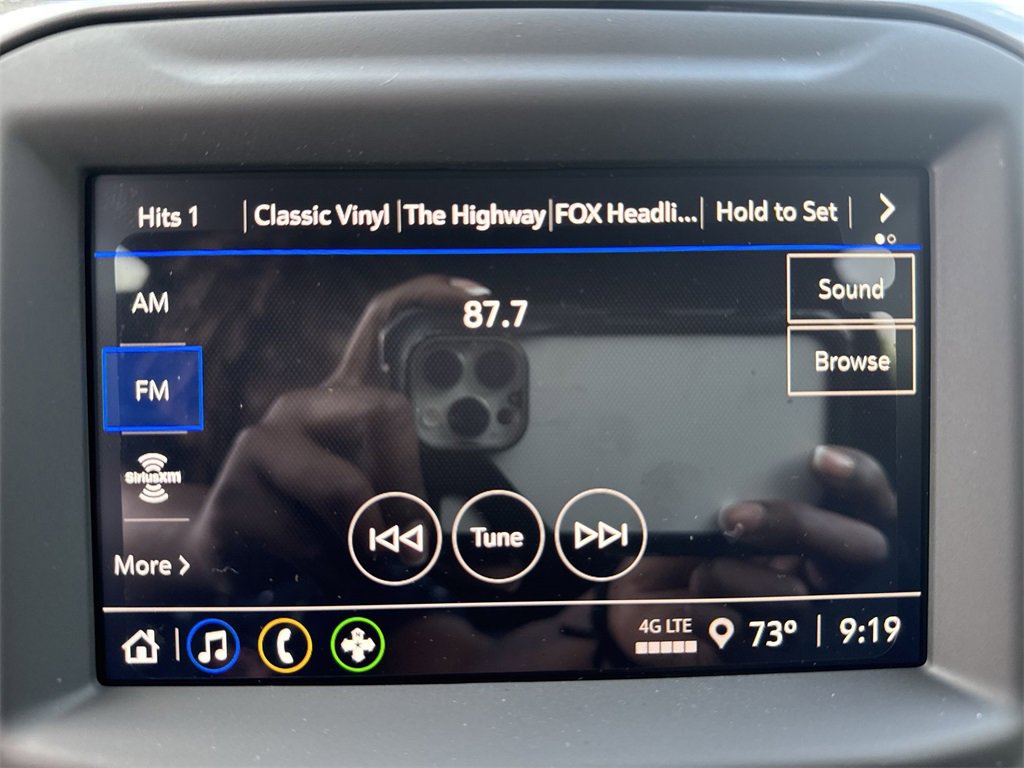 Hits 1 | Classic Vinyl | The Highway | FOX Headli... | Hold to Set |
AM
87.7
Sound
FM
Browse
SiriusXM
Tune
More
4G LTE
73° | 9:19